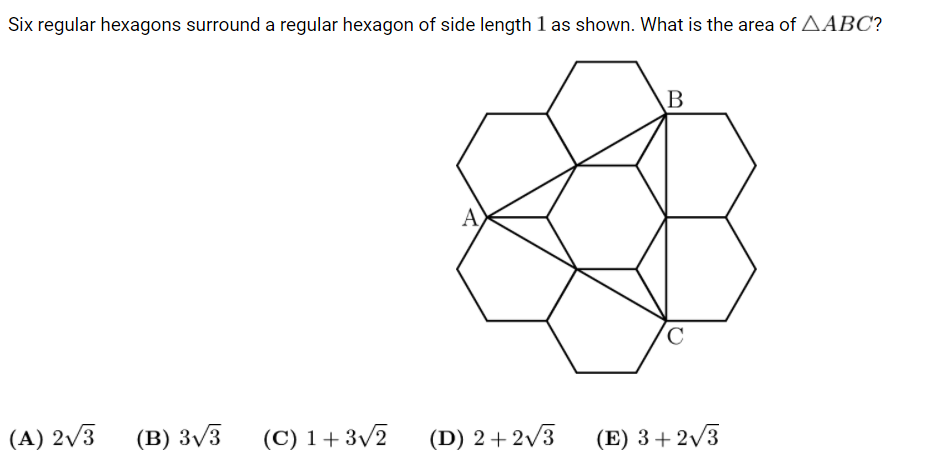 Six regular hexagons surround a regular hexagon of side length 1 as shown. What is the area of △ABC?
B
A
C
(A) 2√3 (B) 3√3 (C) 1 + 3√2 (D) 2 + 2√3 (E) 3 + 2√3